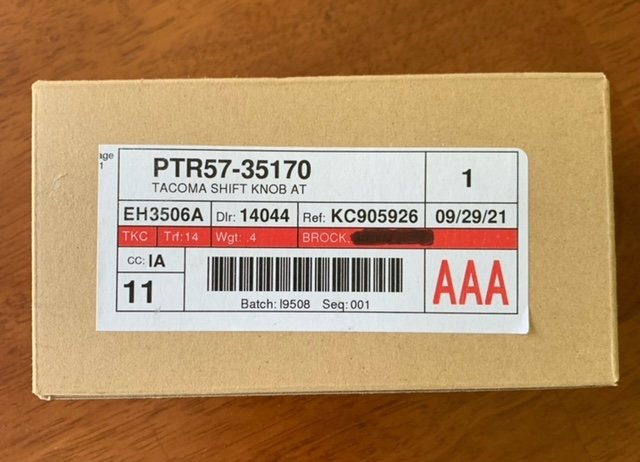 age
1
PTR57-35170
TACOMA SHIFT KNOB AT
1
EH3506A Dlr: 14044 Ref: KC905926 09/29/21
TKC Trf:14 Wgt: .4 BROCK,
CC: IA
11
AAA
Batch: I9508 Seq: 001